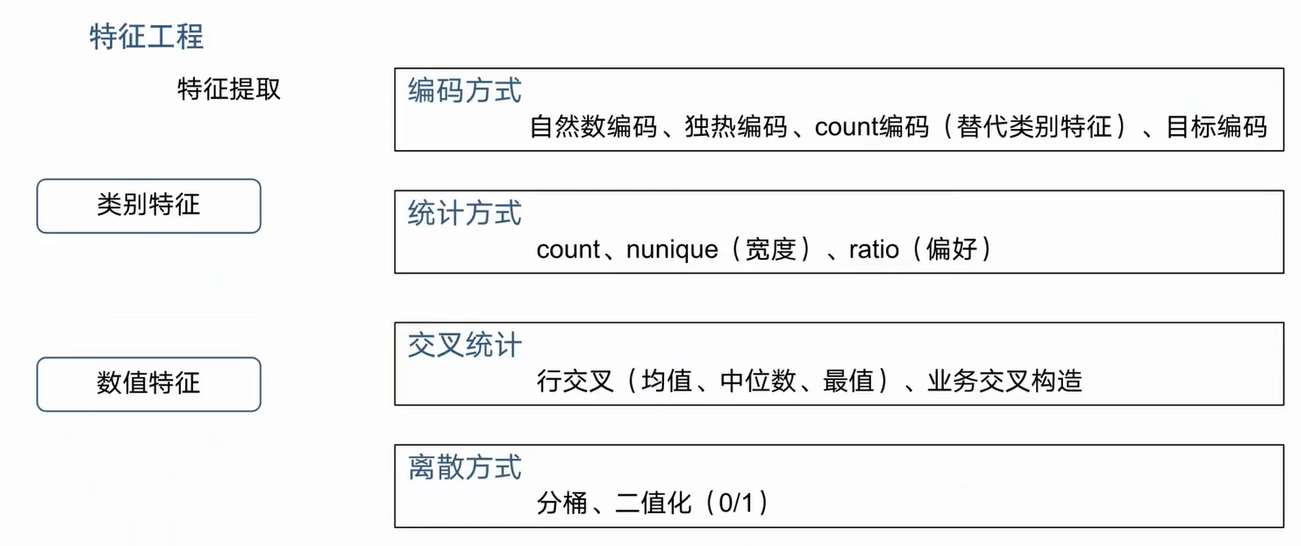 特征工程
特征提取
编码方式
自然数编码、独热编码、count编码（替代类别特征）、目标编码
类别特征
统计方式
count、nunique（宽度）、ratio（偏好）
交叉统计
行交叉（均值、中位数、最值）、业务交叉构造
数值特征
离散方式
分桶、二值化（0/1）